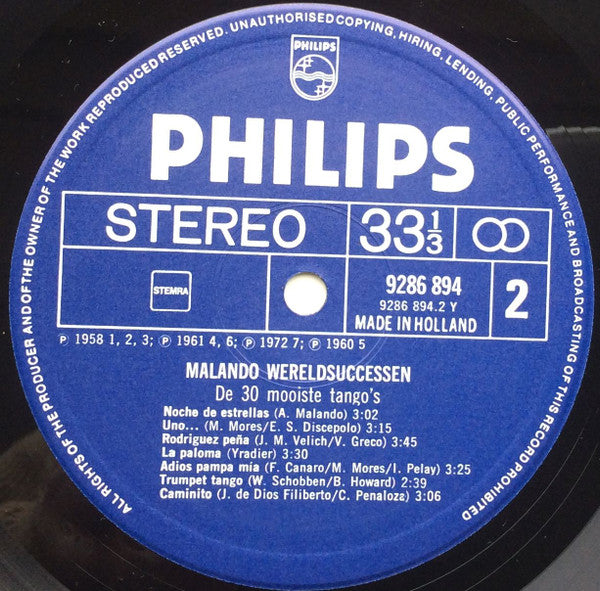 ALL RIGHTS OF THE PRODUCER AND OF THE OWNER OF THE WORK REPRODUCED RESERVED. UNAUTHORISED COPYING, HIRING, LENDING, PUBLIC PERFORMANCE AND BROADCASTING OF THIS RECORD PROHIBITED
PHILIPS
PHILIPS
STEREO
33 1/3
STEMRA
9286 894
9286 894.2 Y
MADE IN HOLLAND
2
℗ 1958 1, 2, 3; ℗ 1961 4, 6; ℗ 1972 7; ℗ 1960 5
MALANDO WERELDSUCCESSEN
De 30 mooiste tango's
Noche de estrellas (A. Malando) 3:02
Uno... (M. Mores/E. S. Discepolo) 3:15
Rodriguez peña (J. M. Velich/V. Greco) 3:45
La paloma (Yradier) 3:30
Adios pampa mia (F. Canaro/M. Mores/I. Pelay) 3:25
Trumpet tango (W. Schobben/B. Howard) 2:39
Caminito (J. de Dios Filiberto/C. Penaloza) 3:06